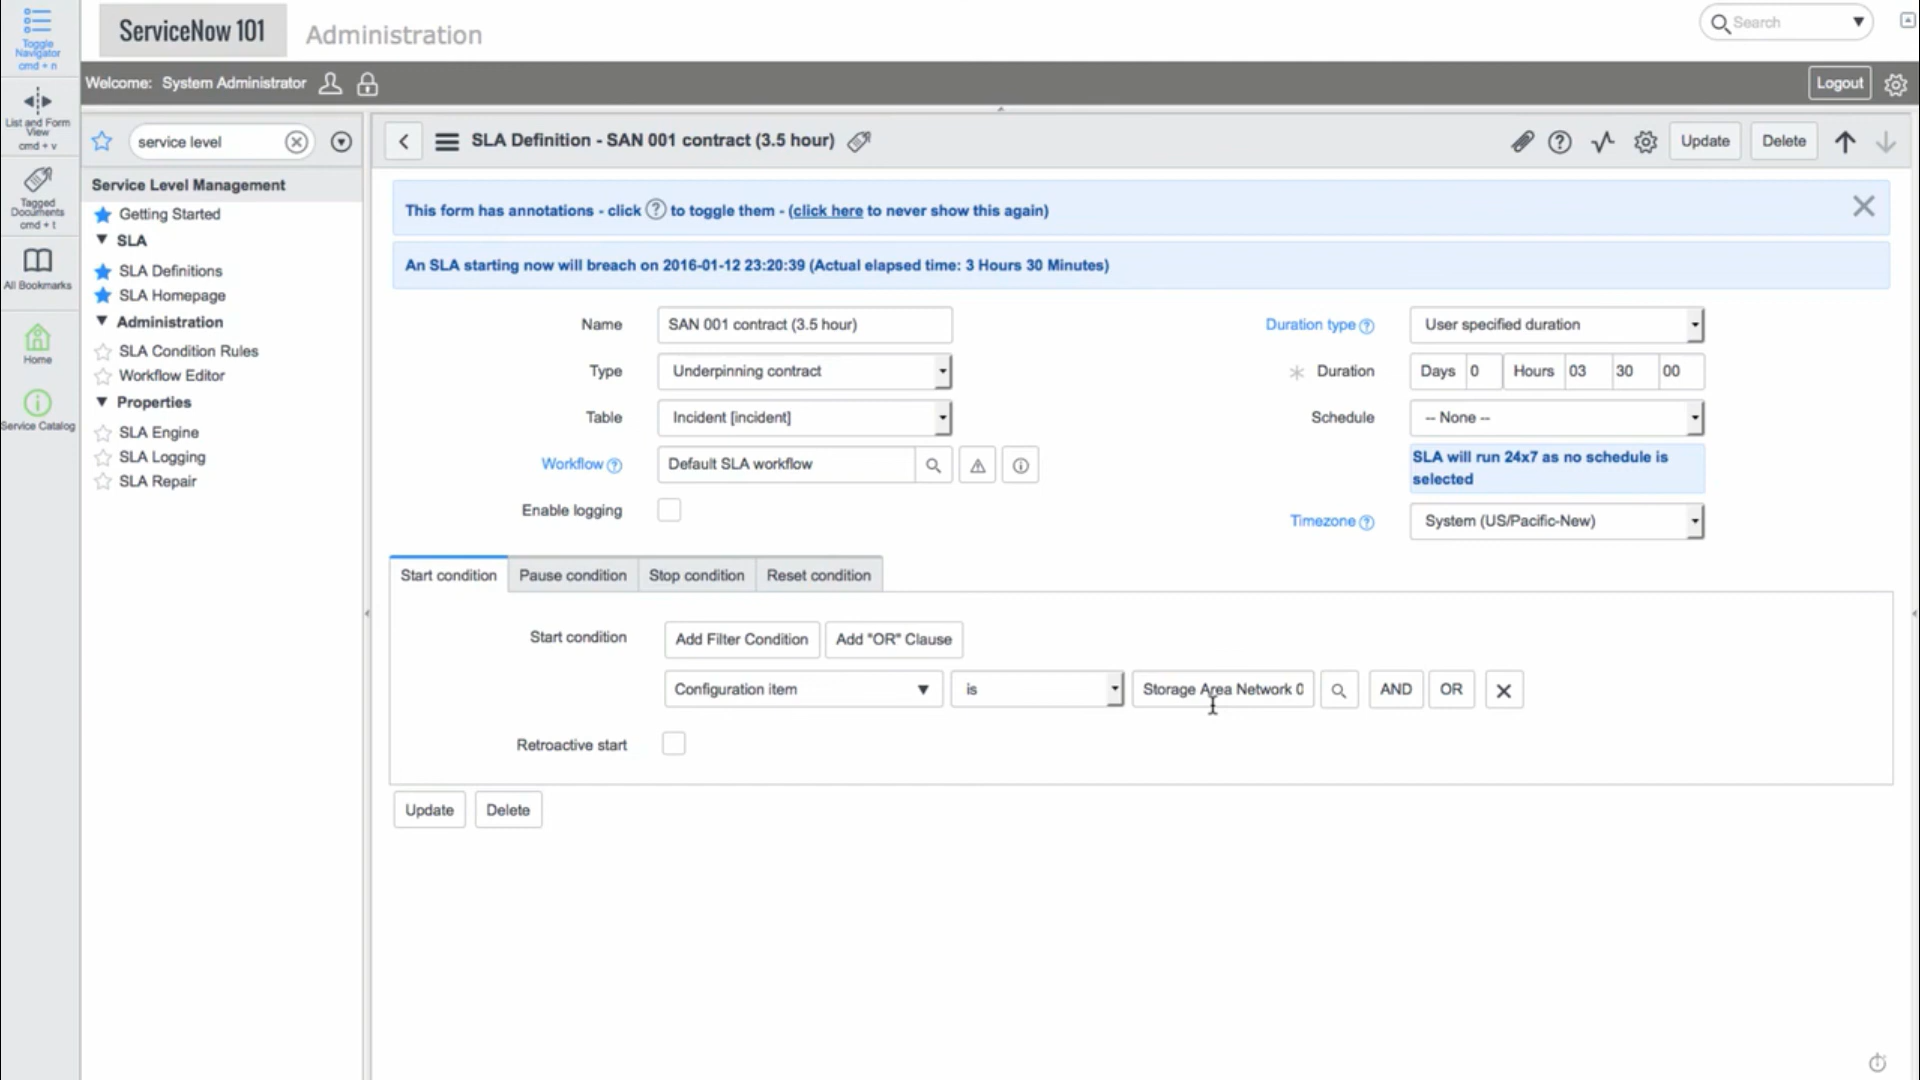 Toggle
Navigator
cmd + n
List and Form
View
cmd + v
Tagged
Documents
cmd + t
All Bookmarks
Home
Service Catalog
ServiceNow 101
Administration
Search
Welcome: System Administrator
Logout
service level
Service Level Management
Getting Started
SLA
SLA Definitions
SLA Homepage
Administration
SLA Condition Rules
Workflow Editor
Properties
SLA Engine
SLA Logging
SLA Repair
SLA Definition - SAN 001 contract (3.5 hour)
Update
Delete
This form has annotations - click ? to toggle them - (click here to never show this again)
An SLA starting now will breach on 2016-01-12 23:20:39 (Actual elapsed time: 3 Hours 30 Minutes)
Name SAN 001 contract (3.5 hour)
Type Underpinning contract
Table Incident [incident]
Workflow ? Default SLA workflow
Enable logging
Duration type ? User specified duration
Duration Days 0 Hours 03 30 00
Schedule -- None --
SLA will run 24x7 as no schedule is
selected
Timezone ? System (US/Pacific-New)
Start condition Pause condition Stop condition Reset condition
Start condition Add Filter Condition Add "OR" Clause
Configuration item is Storage Area Network 0 AND OR
Retroactive start
Update Delete